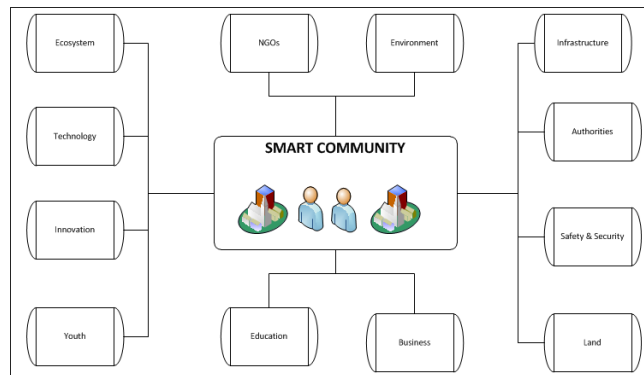 Ecosystem
NGOs
Environment
Infrastructure
Technology
Authorities
SMART COMMUNITY
Innovation
Safety & Security
Youth
Education
Business
Land